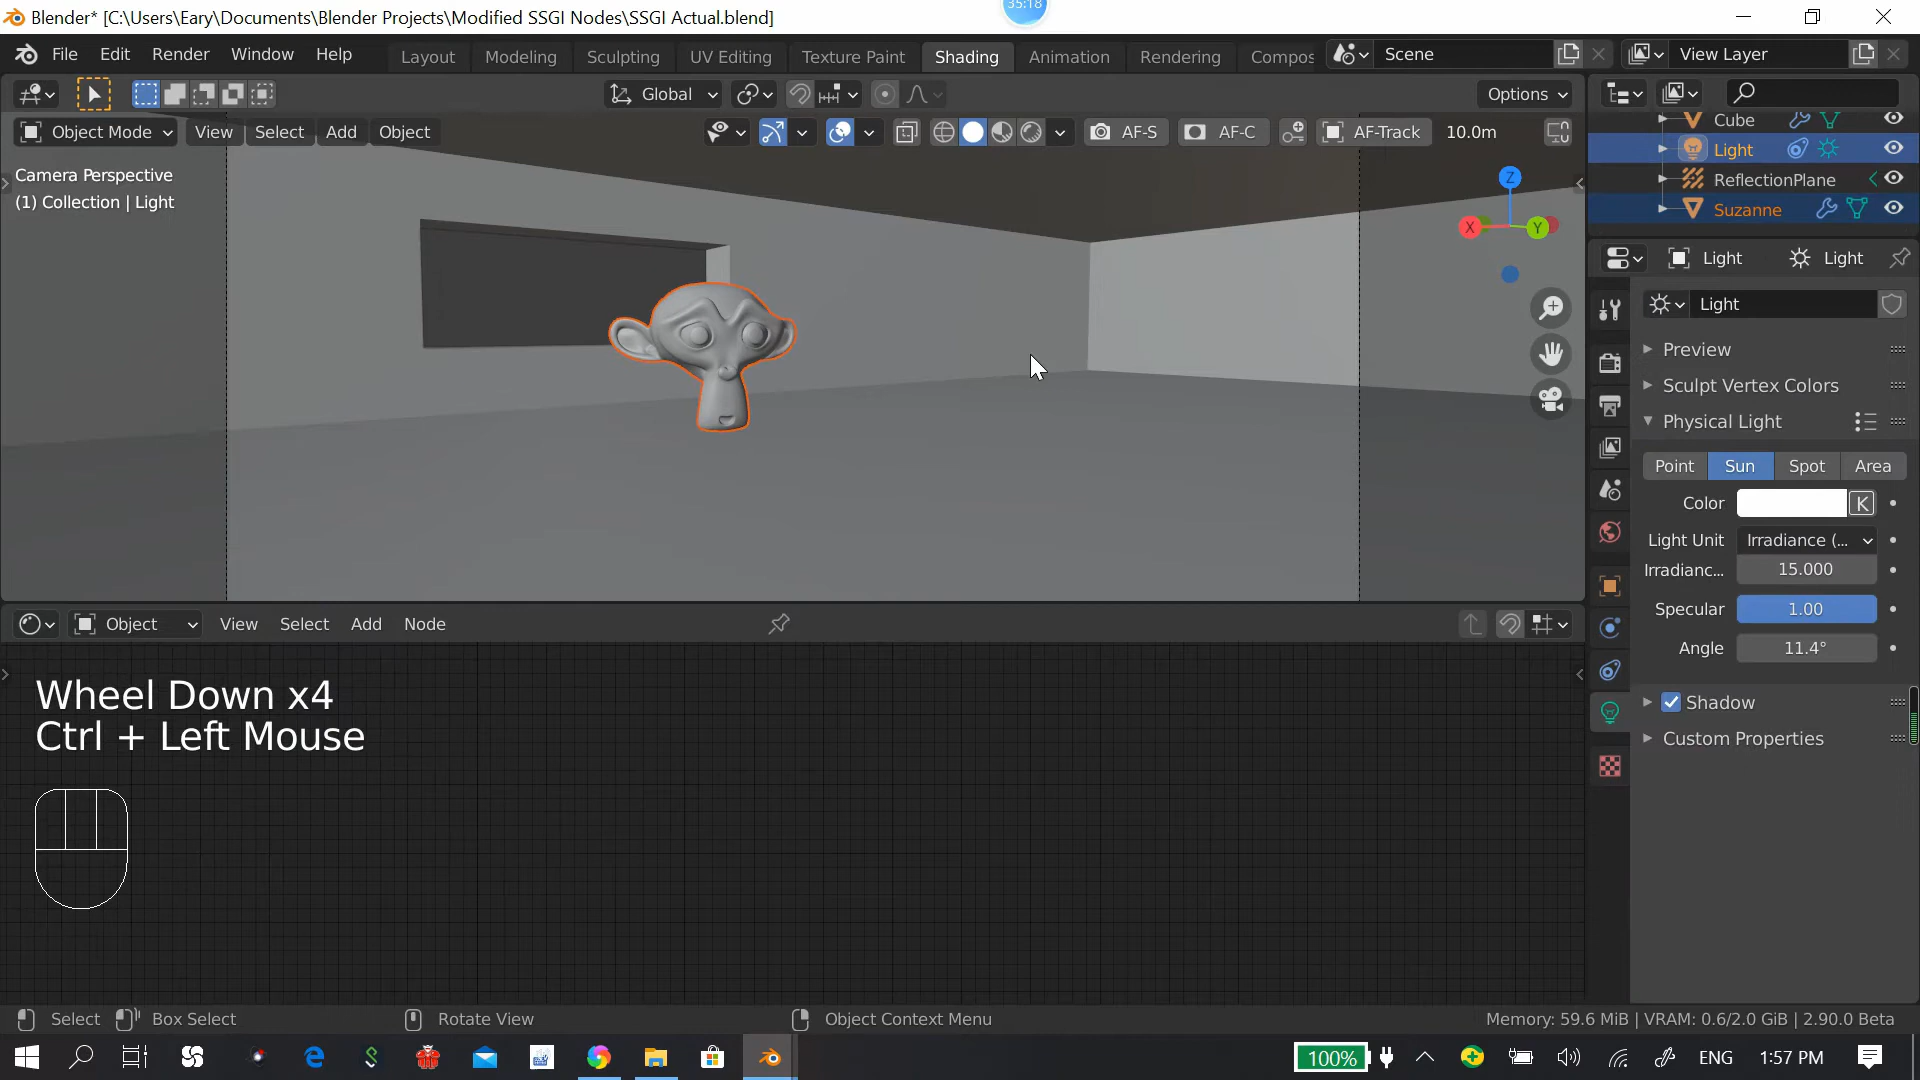 35:18
Blender* [C:\Users\Eary\Documents\Blender Projects\Modified SSGI Nodes\SSGI Actual.blend]
File Edit Render Window Help Layout Modeling Sculpting UV Editing Texture Paint Shading Animation Rendering Compos Scene View Layer
Global Options
Object Mode View Select Add Object AF-S AF-C AF-Track 10.0m
Camera Perspective
(1) Collection | Light
Z
X Y
Cube
Light
ReflectionPlane
Suzanne
Light Light
Light
Preview
Sculpt Vertex Colors
Physical Light
Point Sun Spot Area
Color K
Light Unit Irradiance (...
Irradianc... 15.000
Specular 1.00
Angle 11.4°
Shadow
Custom Properties
Object View Select Add Node
Wheel Down x4
Ctrl + Left Mouse
Select Box Select Rotate View Object Context Menu Memory: 59.6 MiB | VRAM: 0.6/2.0 GiB | 2.90.0 Beta
100% ENG 1:57 PM